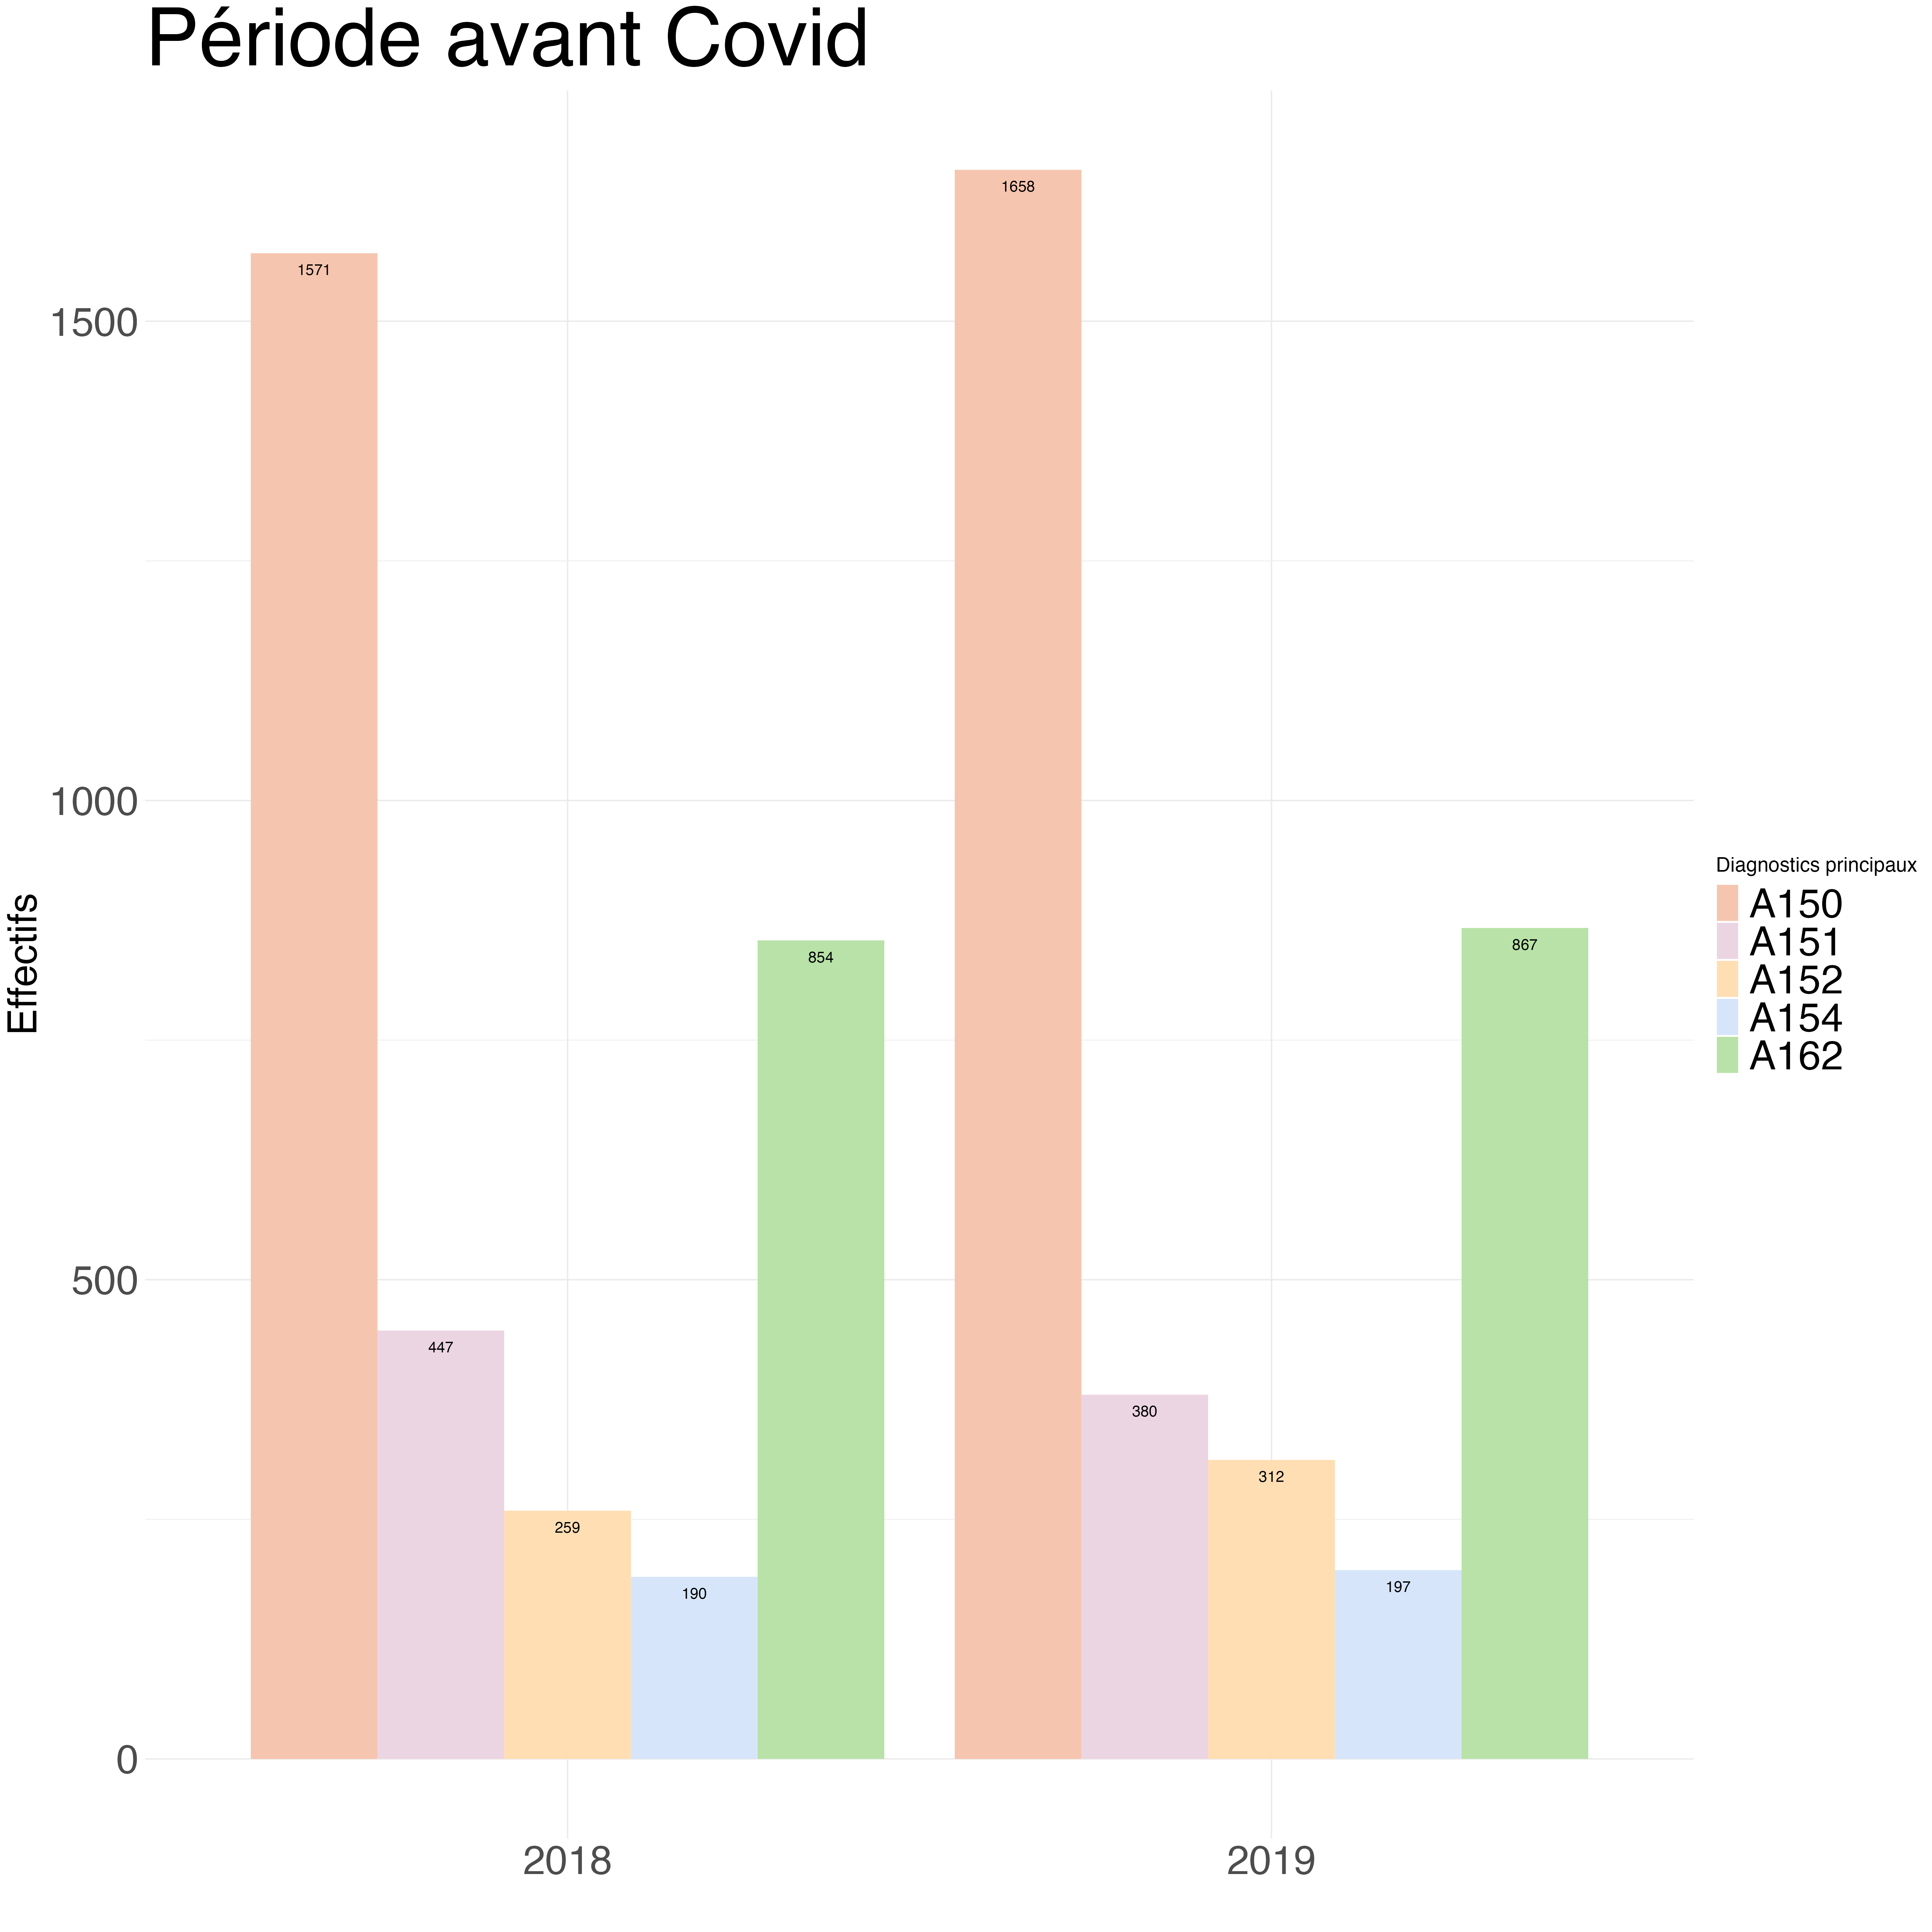 Période avant Covid
Effectifs
1500
1000
500
0
1571
447
259
190
854
1658
380
312
197
867
2018
2019
Diagnostics principaux
A150
A151
A152
A154
A162